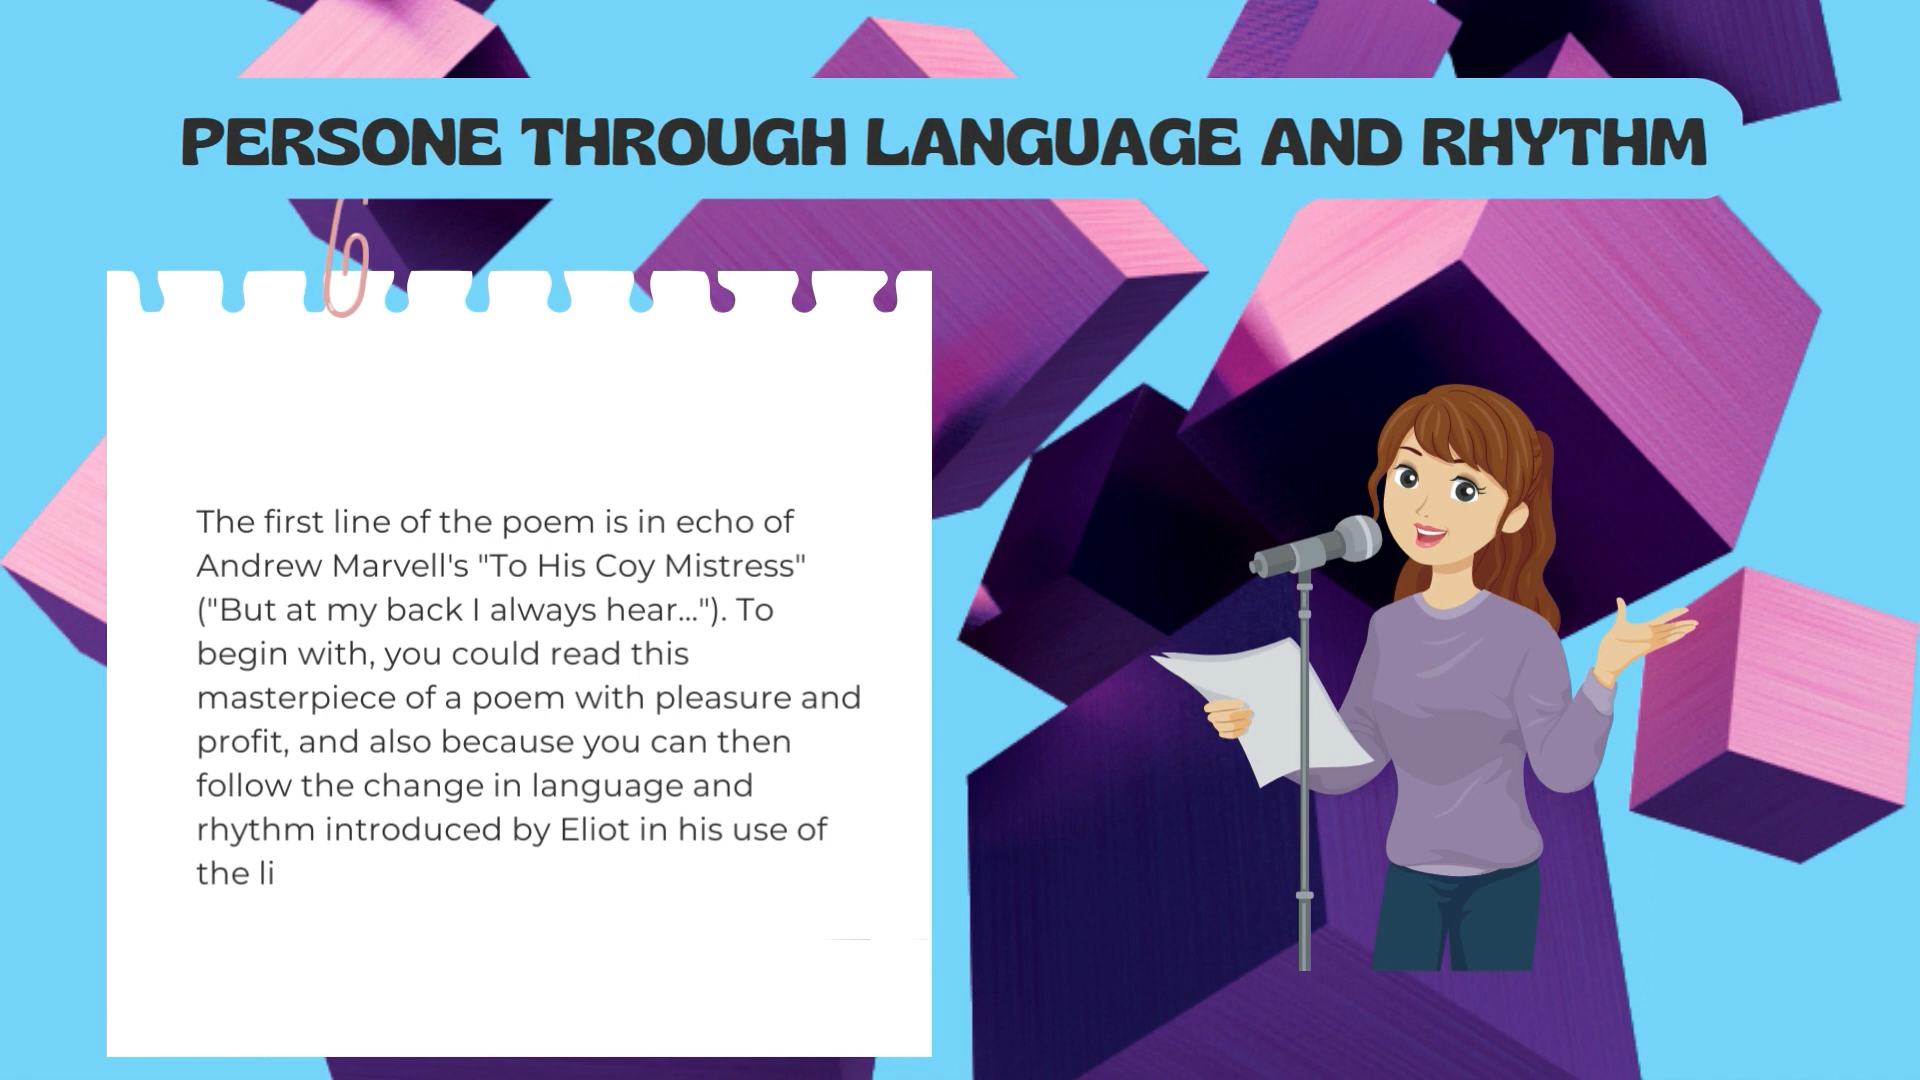 PERSONE THROUGH LANGUAGE AND RHYTHM
The first line of the poem is in echo of
Andrew Marvell's "To His Coy Mistress"
("But at my back I always hear..."). To
begin with, you could read this
masterpiece of a poem with pleasure and
profit, and also because you can then
follow the change in language and
rhythm introduced by Eliot in his use of
the li